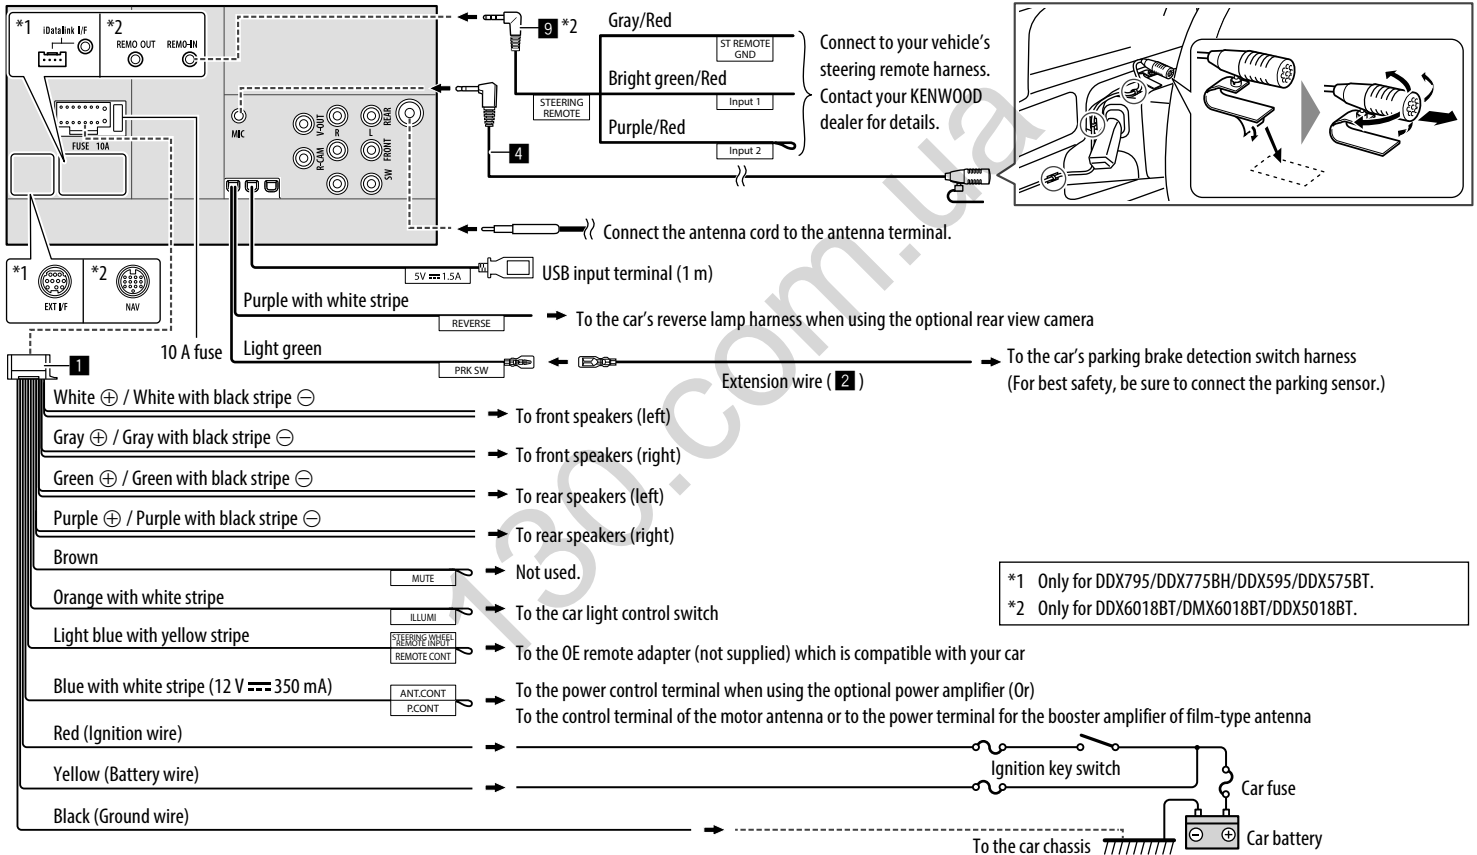 *1
iDatalink I/F
*2
REMO OUT
REMO-IN
FUSE 10A
MIC
V-OUT
R-CAM
R
L
REAR
FRONT
SW
*1
EXT I/F
*2
NAV
9 *2
Gray/Red
ST REMOTE
GND
Bright green/Red
STEERING
REMOTE
Input 1
Purple/Red
Input 2
Connect to your vehicle’s
steering remote harness.
Contact your KENWOOD
dealer for details.
4
Connect the antenna cord to the antenna terminal.
5V 1.5A
USB input terminal (1 m)
Purple with white stripe
REVERSE
To the car’s reverse lamp harness when using the optional rear view camera
10 A fuse
Light green
PRK SW
Extension wire ( 2 )
To the car’s parking brake detection switch harness
(For best safety, be sure to connect the parking sensor.)
1
White ⊕ / White with black stripe ⊖
To front speakers (left)
Gray ⊕ / Gray with black stripe ⊖
To front speakers (right)
Green ⊕ / Green with black stripe ⊖
To rear speakers (left)
Purple ⊕ / Purple with black stripe ⊖
To rear speakers (right)
Brown
MUTE
Not used.
Orange with white stripe
ILLUMI
To the car light control switch
Light blue with yellow stripe
STEERING WHEEL
REMOTE INPUT
REMOTE CONT
To the OE remote adapter (not supplied) which is compatible with your car
Blue with white stripe (12 V ⎓ 350 mA)
ANT.CONT
P.CONT
To the power control terminal when using the optional power amplifier (Or)
To the control terminal of the motor antenna or to the power terminal for the booster amplifier of film-type antenna
Red (Ignition wire)
Ignition key switch
Yellow (Battery wire)
Car fuse
Black (Ground wire)
To the car chassis
⊖ ⊕
Car battery
*1 Only for DDX795/DDX775BH/DDX595/DDX575BT.
*2 Only for DDX6018BT/DMX6018BT/DDX5018BT.
130.com.ua